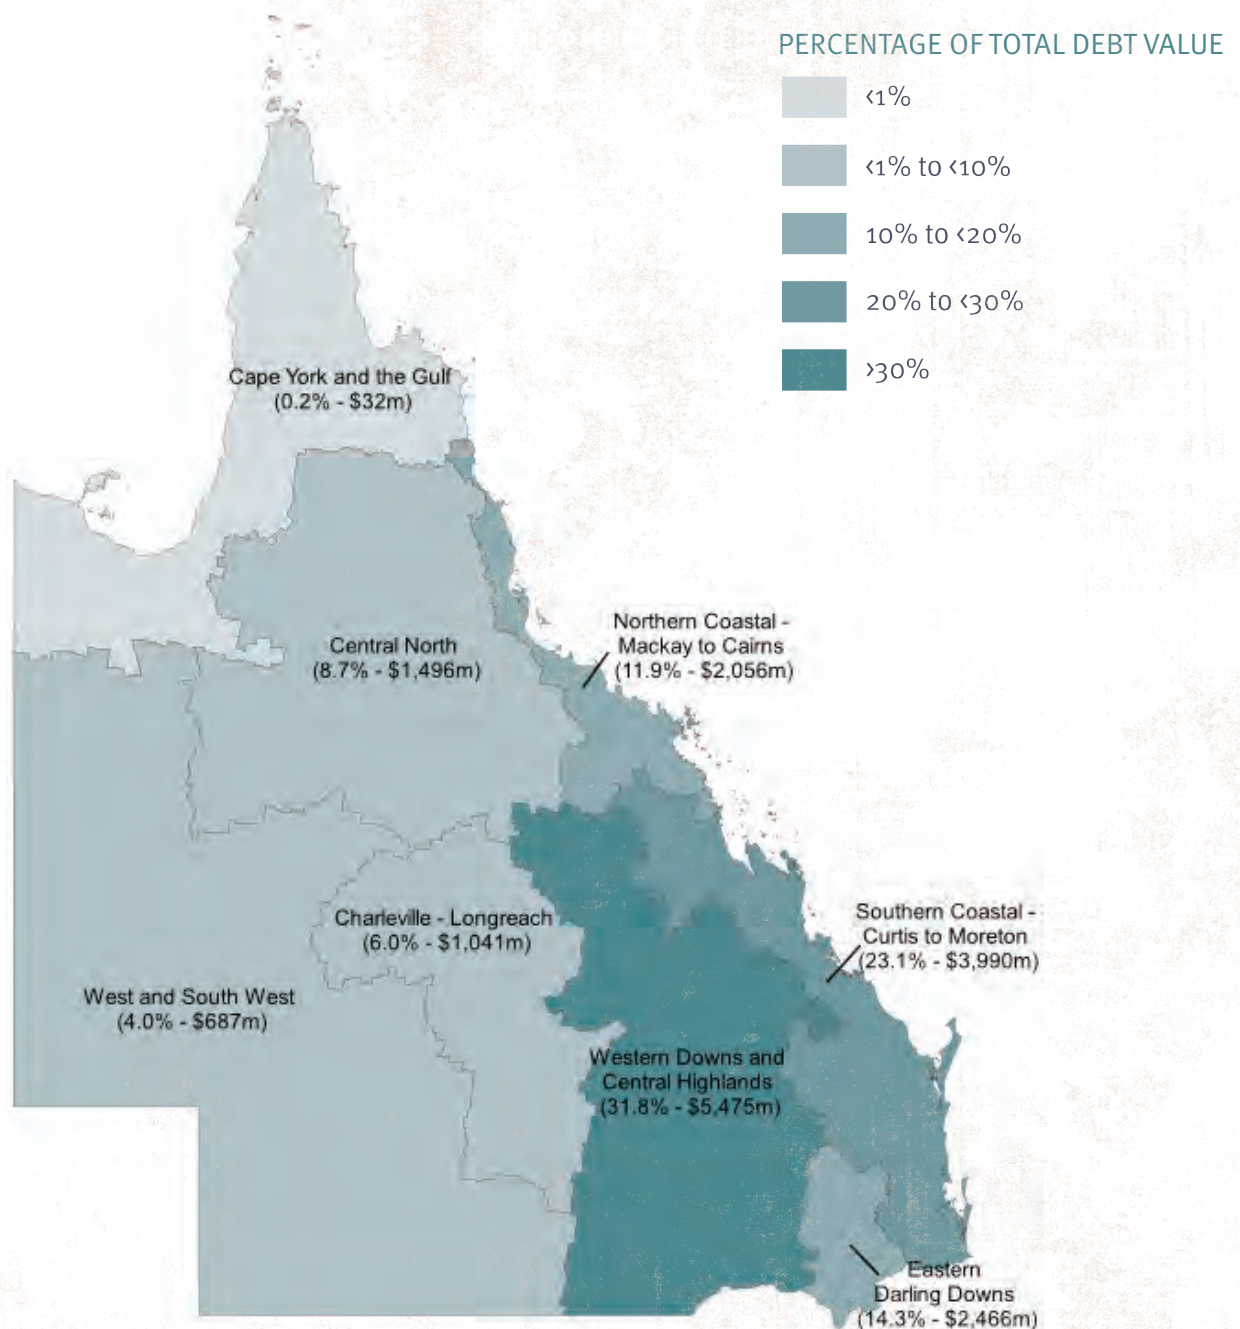 PERCENTAGE OF TOTAL DEBT VALUE
<1%
<1% to <10%
10% to <20%
20% to <30%
>30%
Cape York and the Gulf
(0.2% - $32m)
Northern Coastal -
Mackay to Cairns
(11.9% - $2,056m)
Central North
(8.7% - $1,496m)
Southern Coastal -
Curtis to Moreton
(23.1% - $3,990m)
Charleville - Longreach
(6.0% - $1,041m)
West and South West
(4.0% - $687m)
Western Downs and
Central Highlands
(31.8% - $5,475m)
Eastern
Darling Downs
(14.3% - $2,466m)